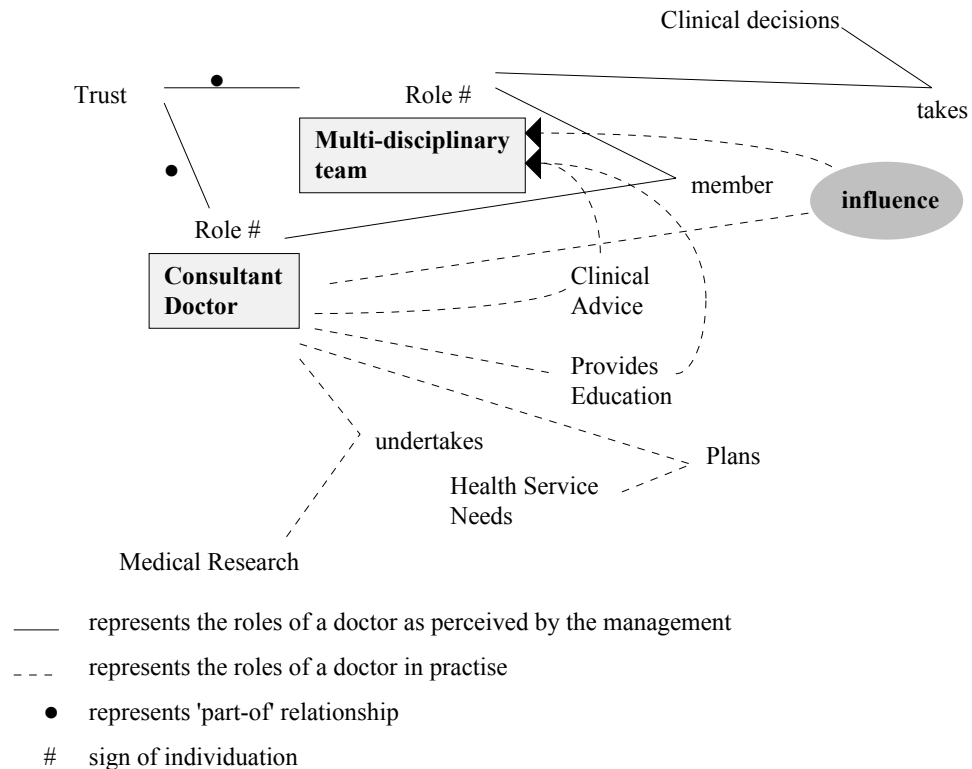 Clinical decisions
Trust
Role #
takes
Multi-disciplinary
team
member
influence
Role #
Consultant
Doctor
Clinical
Advice
Provides
Education
undertakes
Plans
Health Service
Needs
Medical Research
represents the roles of a doctor as perceived by the management
represents the roles of a doctor in practise
● represents 'part-of' relationship
# sign of individuation